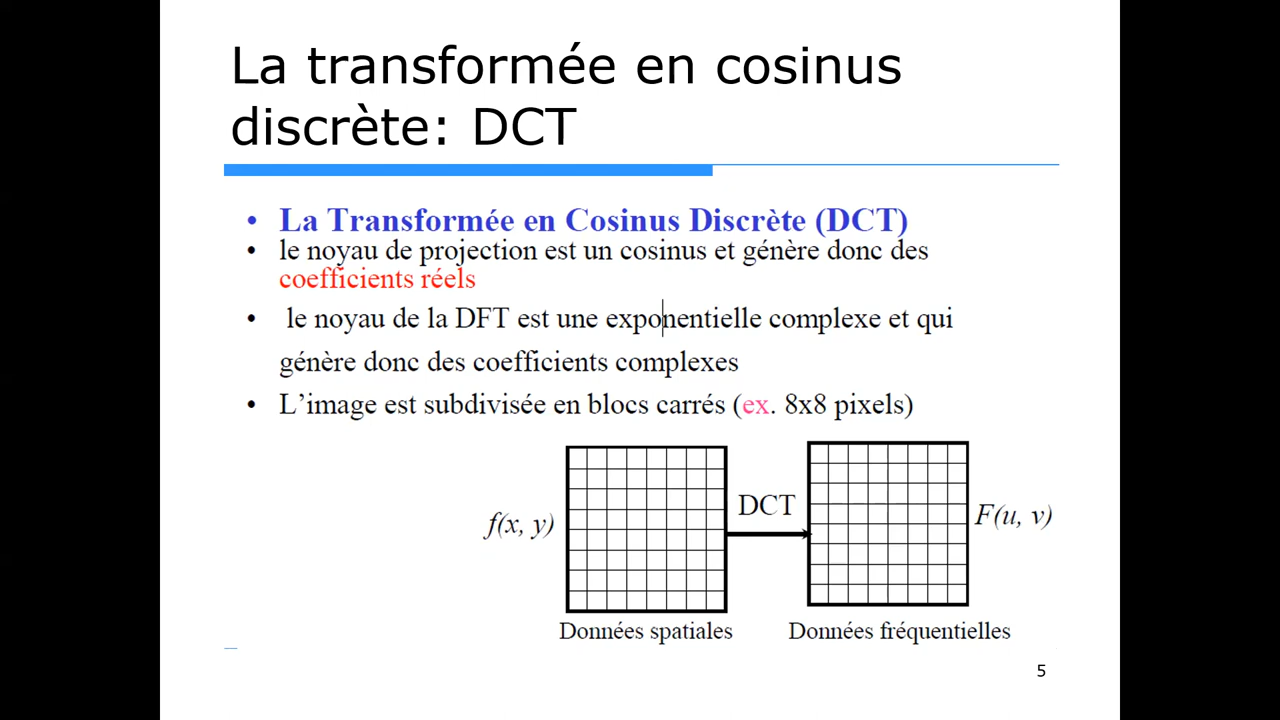 La transformée en cosinus
discrète: DCT
• La Transformée en Cosinus Discrète (DCT)
• le noyau de projection est un cosinus et génère donc des
coefficients réels
• le noyau de la DFT est une exponentielle complexe et qui
génère donc des coefficients complexes
• L’image est subdivisée en blocs carrés (ex. 8x8 pixels)
f(x, y)
DCT
F(u, v)
Données spatiales
Données fréquentielles
5